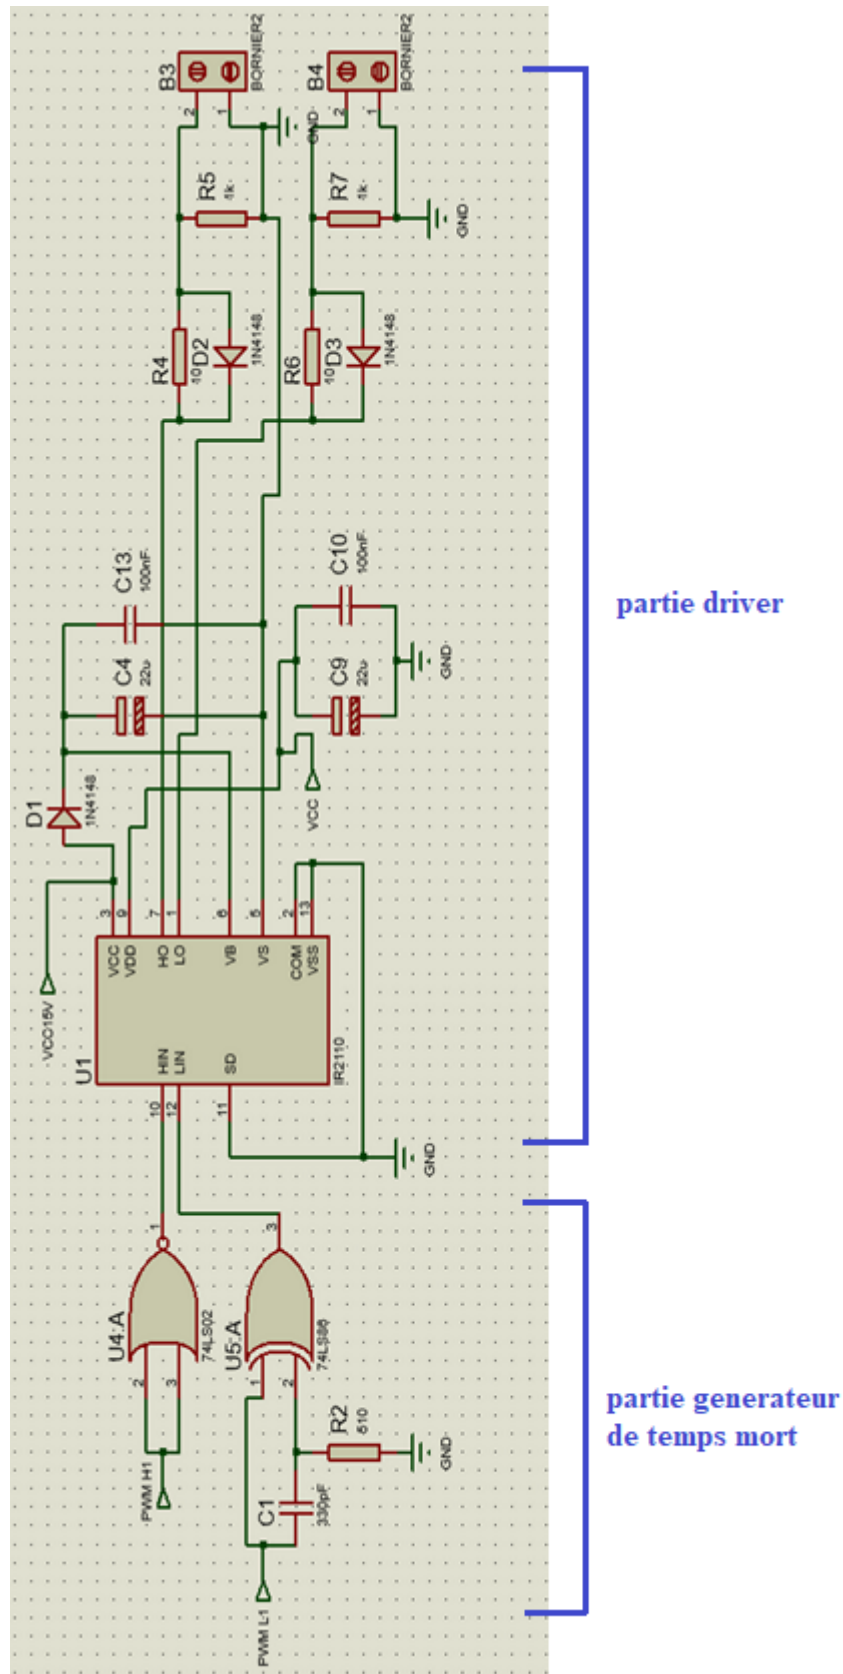 B3
BORNIER2
B4
BORNIER2
2
1
2
1
GND
R5
1k
R7
1k
GND
R4
10
D2
1N4148
R6
10
D3
1N4148
C13
100nF
C10
100nF
partie driver
C4
22u
C9
22u
GND
D1
1N4148
VCC
3
9
7
1
6
5
2
13
VCC
VDD
HO
LO
VB
VS
COM
VSS
VCC15V
U1
HIN
LIN
SD
IR2110
10
12
11
GND
1
3
U4:A
74LS02
U5:A
74LS86
2
3
1
2
R2
510
GND
partie generateur
de temps mort
PWM H1
C1
330pF
PWM L1